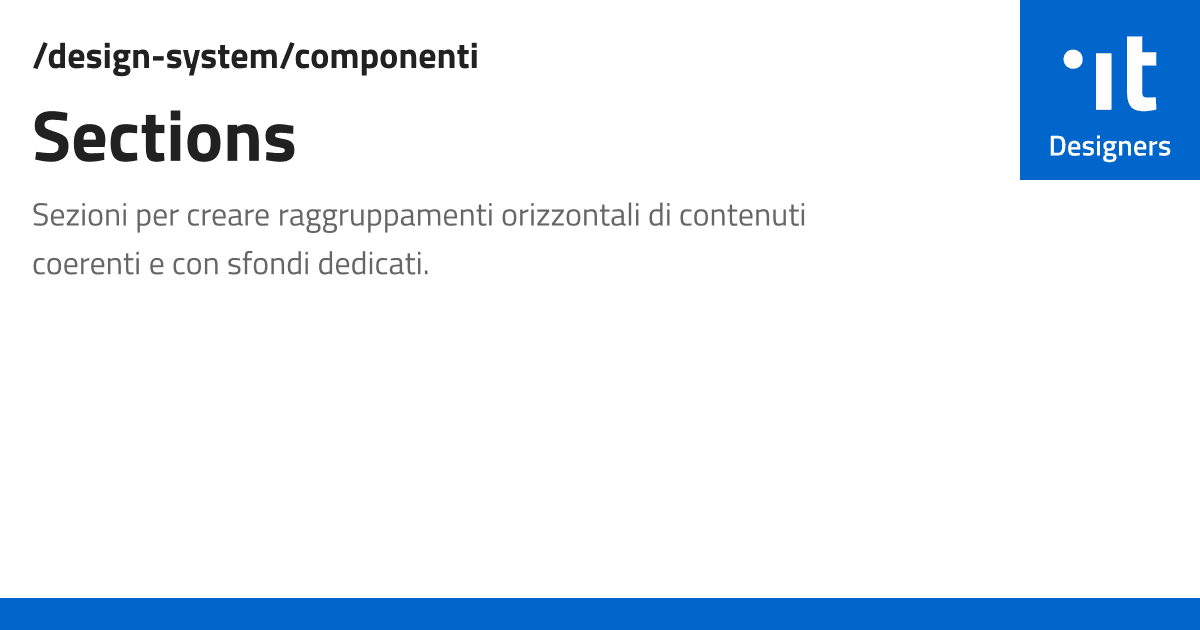 /design-system/componenti
Sections
Sezioni per creare raggruppamenti orizzontali di contenuti
coerenti e con sfondi dedicati.
it
Designers